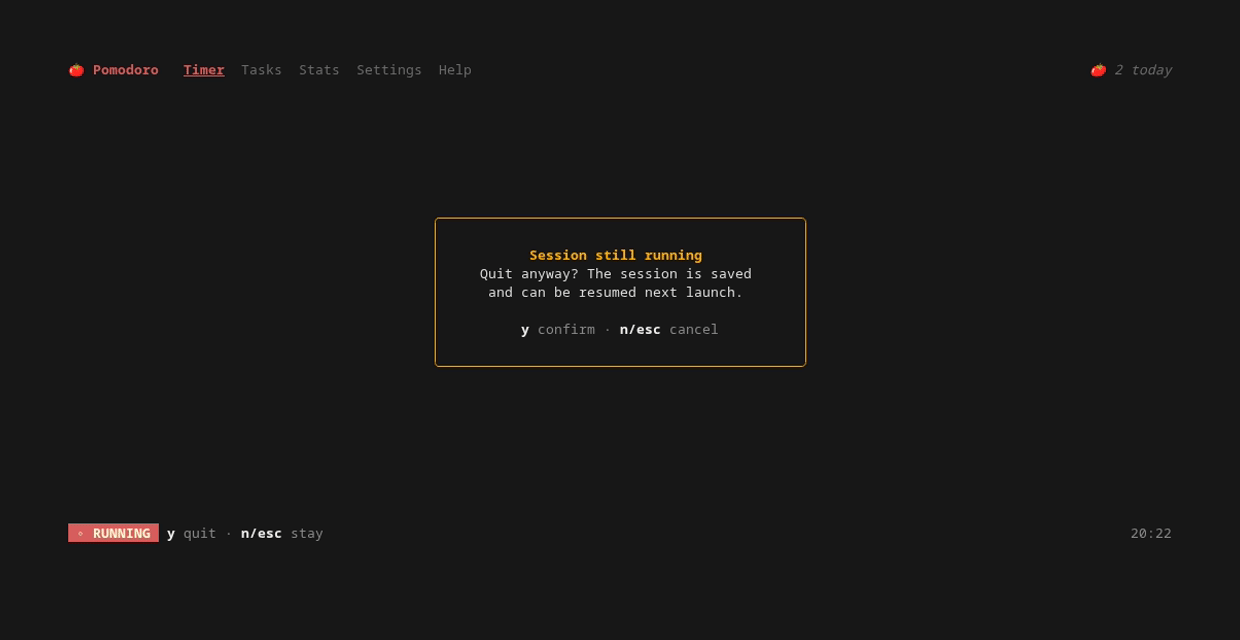 🍅 Pomodoro Timer Tasks Stats Settings Help 🍅 2 today
Session still running
Quit anyway? The session is saved
and can be resumed next launch.
y confirm · n/esc cancel
◦ RUNNING y quit · n/esc stay 20:22